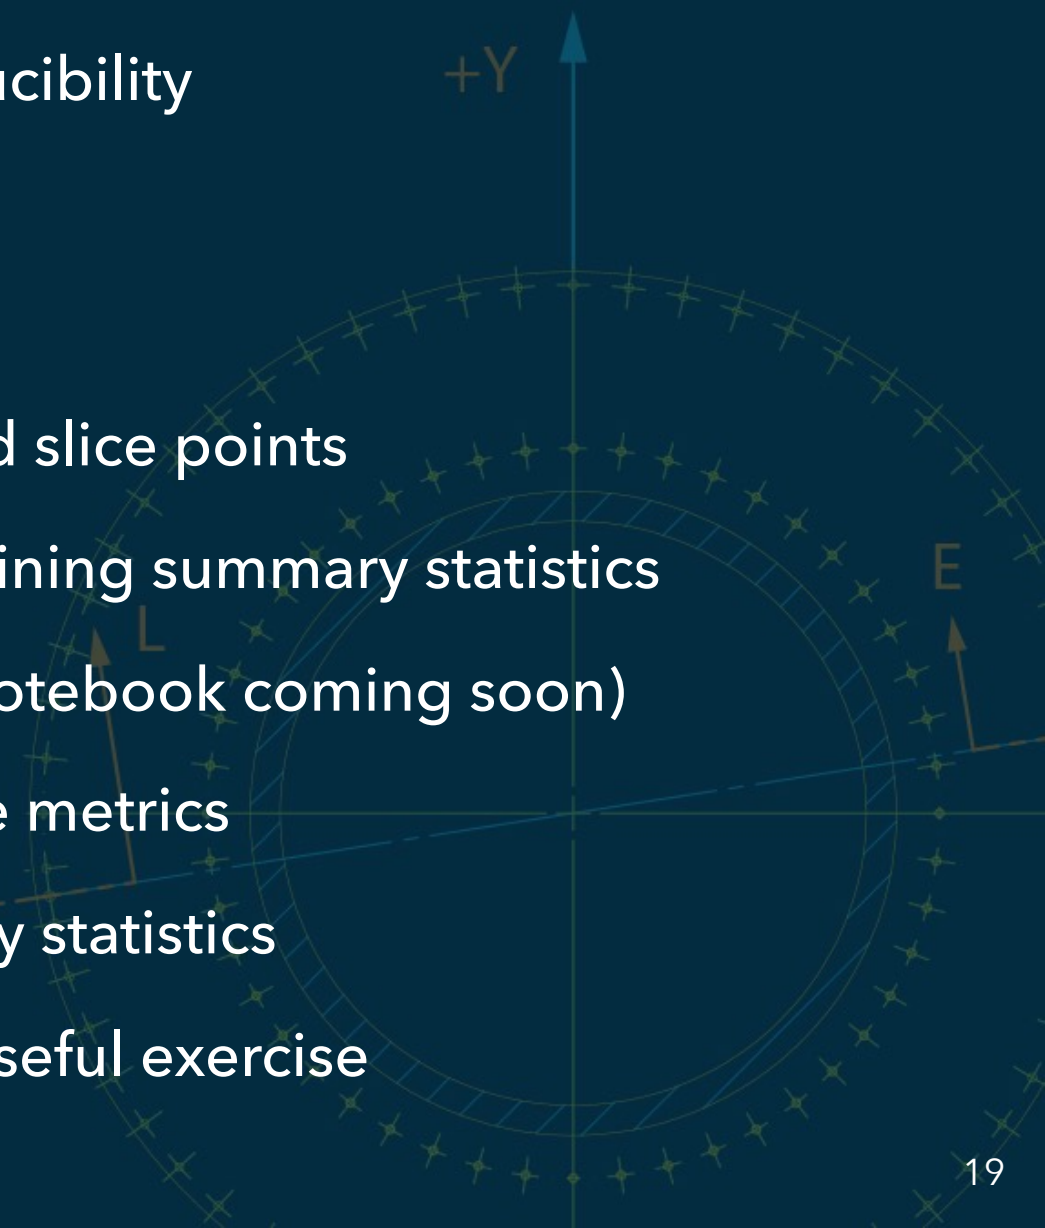 ucibility
+Y
d slice points
ining summary statistics
E
L
otebook coming soon)
e metrics
y statistics
seful exercise
19